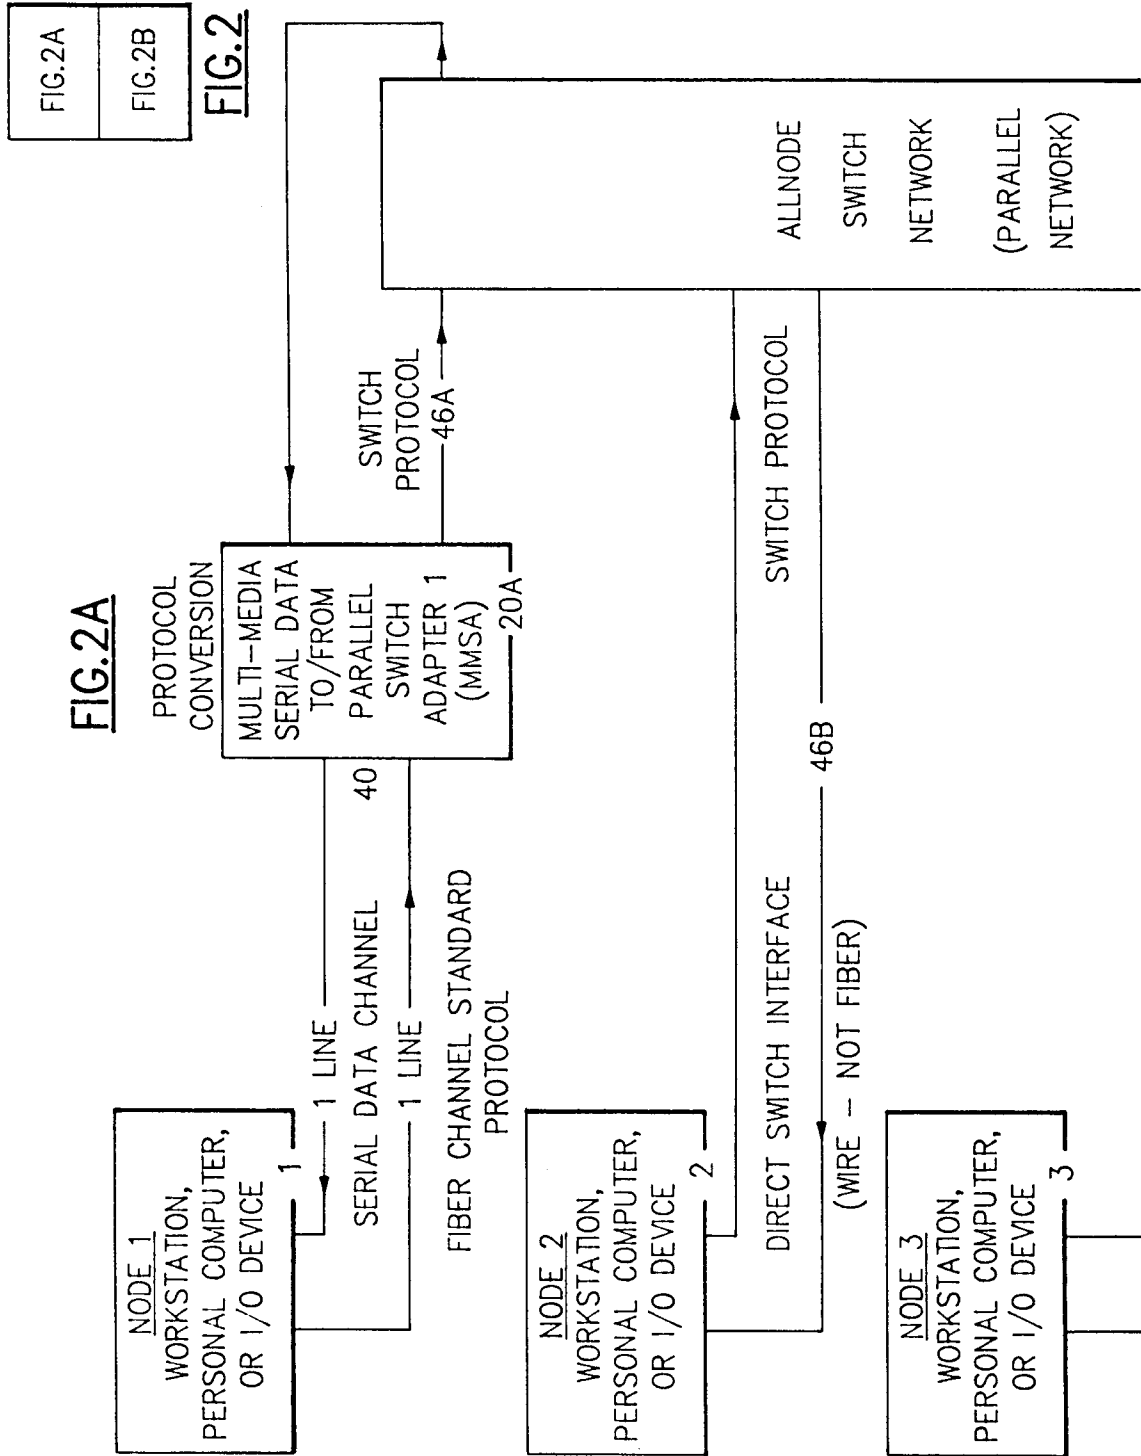 FIG.2A
FIG.2B
FIG.2
FIG.2A
PROTOCOL
CONVERSION
NODE 1
WORKSTATION,
PERSONAL COMPUTER,
OR I/O DEVICE
1
1 LINE
SERIAL DATA CHANNEL
40
1 LINE
FIBER CHANNEL STANDARD
PROTOCOL
MULTI-MEDIA
SERIAL DATA
TO/FROM
PARALLEL
SWITCH
ADAPTER 1
(MMSA)
20A
SWITCH
PROTOCOL
46A
NODE 2
WORKSTATION,
PERSONAL COMPUTER,
OR I/O DEVICE
2
DIRECT SWITCH INTERFACE
SWITCH PROTOCOL
46B
(WIRE – NOT FIBER)
ALLNODE
SWITCH
NETWORK
(PARALLEL
NETWORK)
NODE 3
WORKSTATION,
PERSONAL COMPUTER,
OR I/O DEVICE
3